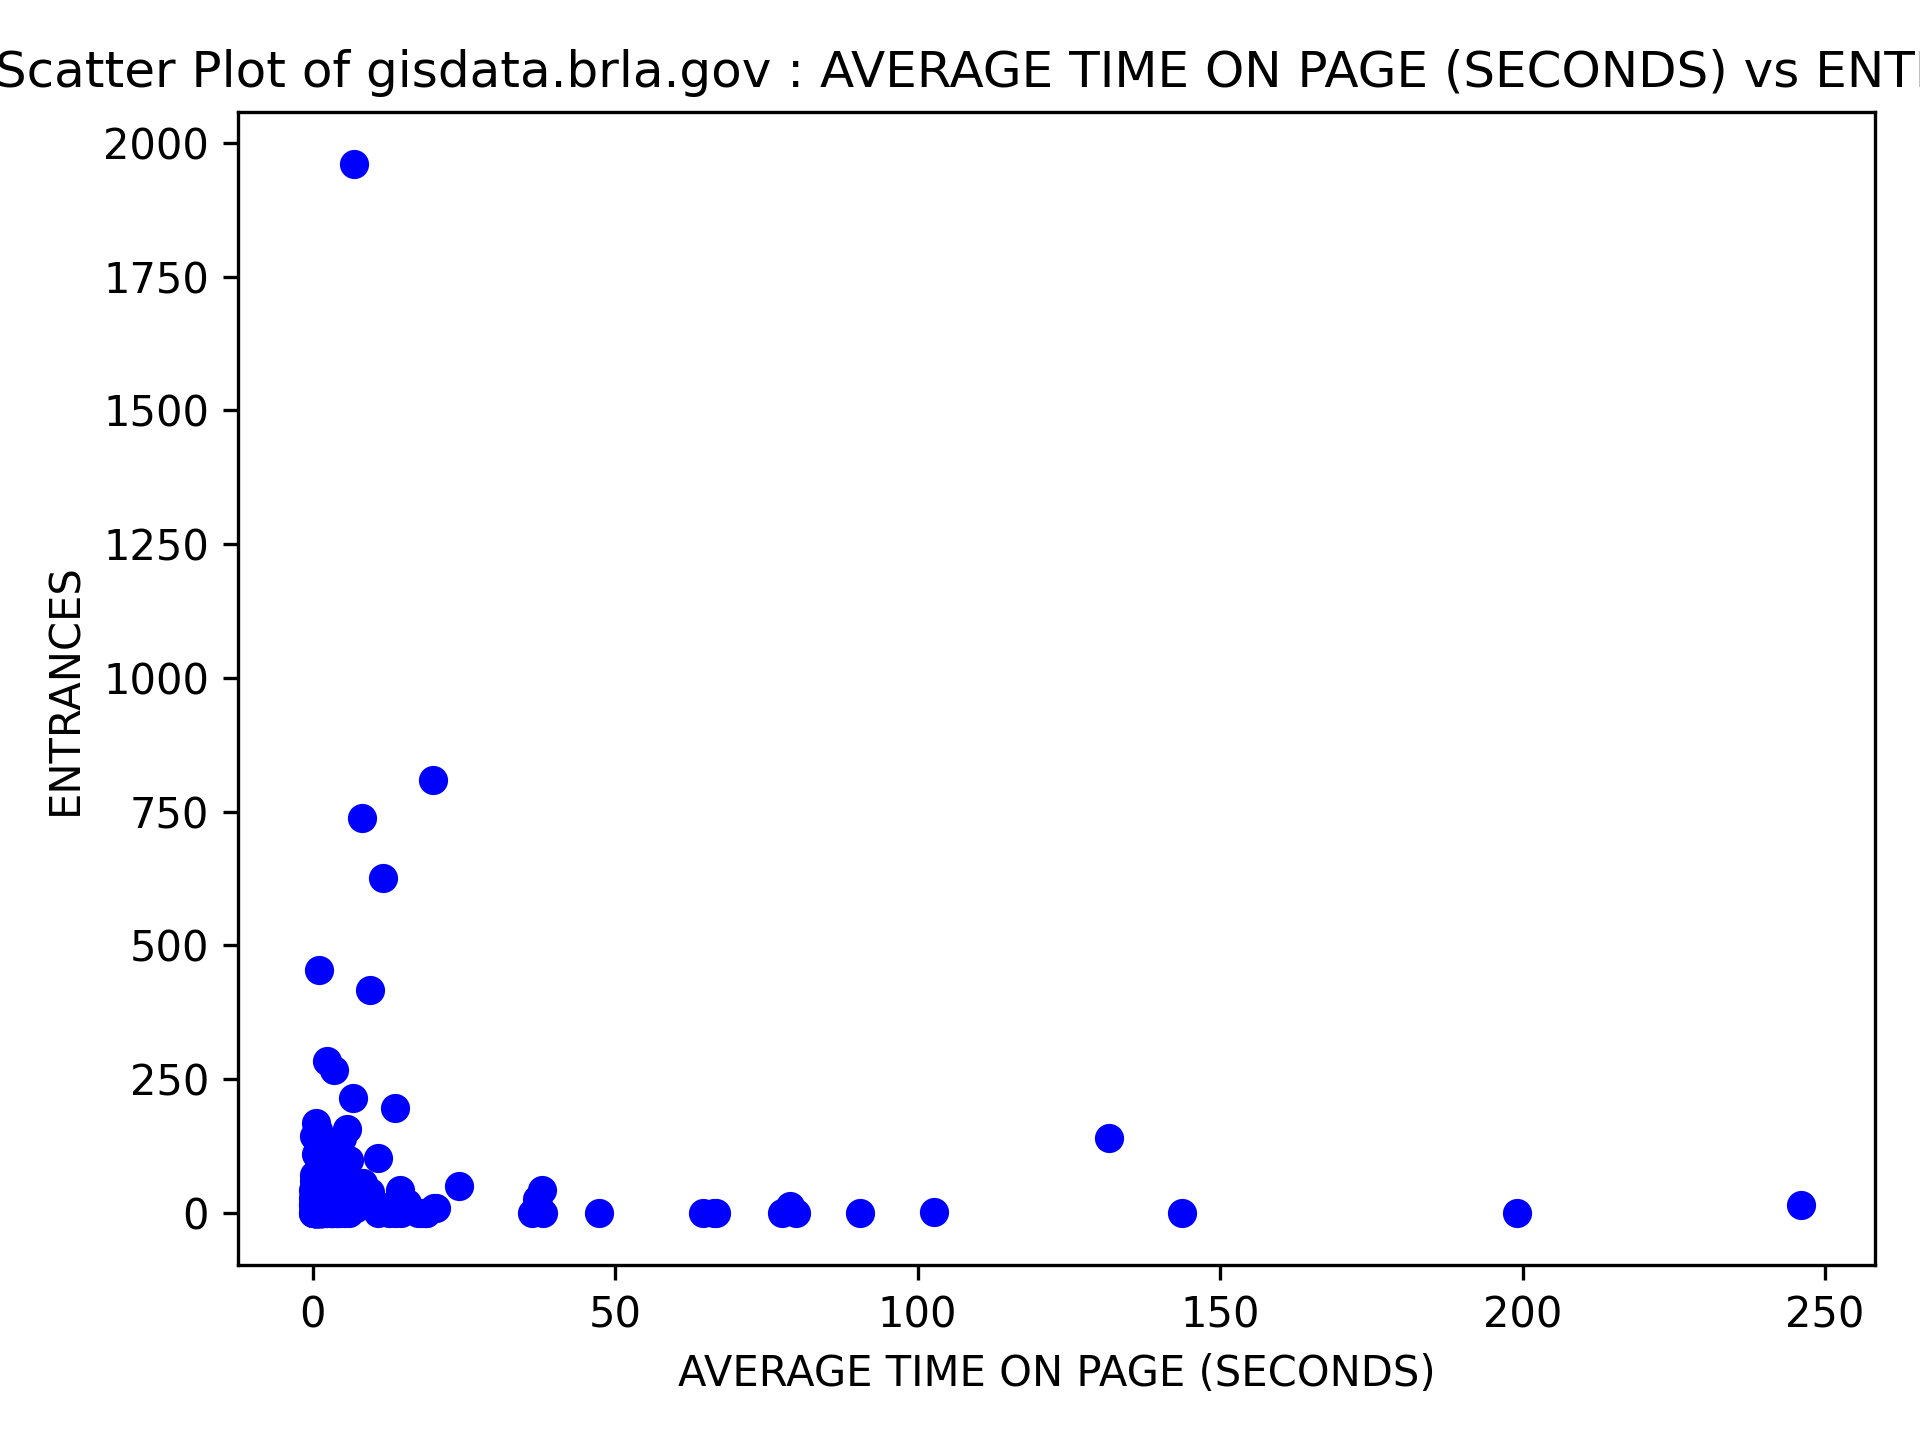 Scatter Plot of gisdata.brla.gov : AVERAGE TIME ON PAGE (SECONDS) vs
2000
1750
1500
1250
1000
750
500
250
0
ENTRANCES
0 50 100 150 200 250
AVERAGE TIME ON PAGE (SECONDS)